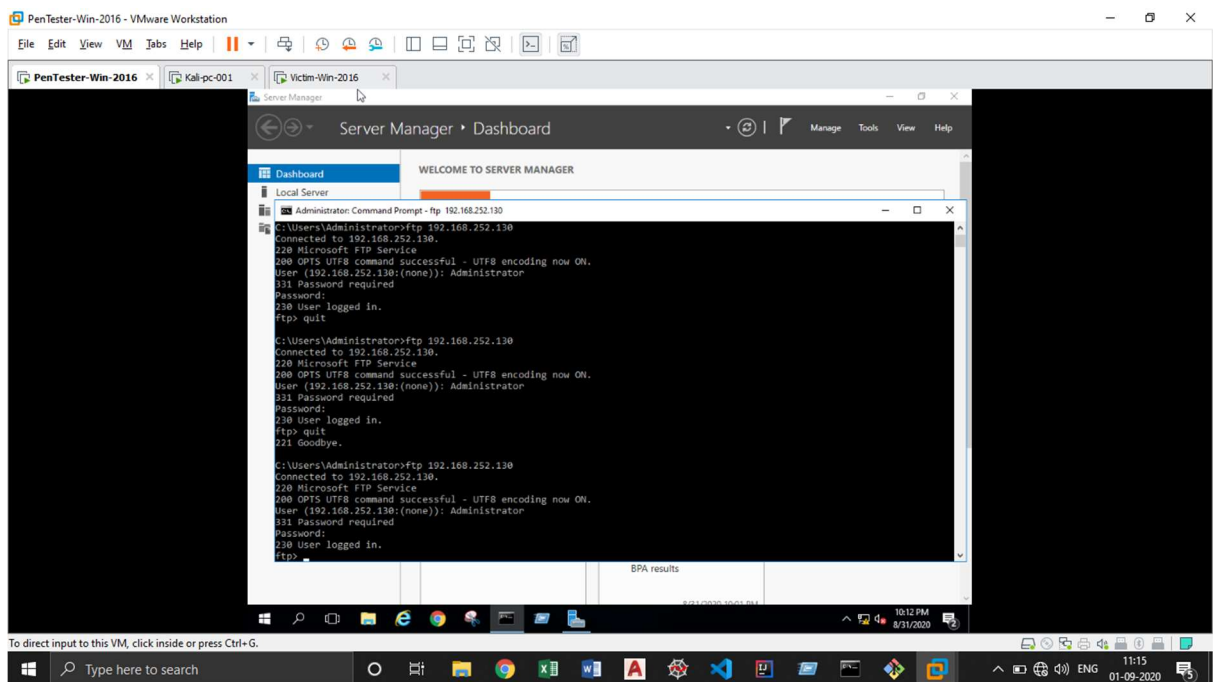 PenTester-Win-2016 - VMware Workstation
File Edit View VM Tabs Help
PenTester-Win-2016 Kali-pc-001 Victim-Win-2016
Server Manager
Server Manager Dashboard Manage Tools View Help
Dashboard
WELCOME TO SERVER MANAGER
Local Server
Administrator: Command Prompt - ftp 192.168.252.130
C:\Users\Administrator>ftp 192.168.252.130
Connected to 192.168.252.130.
220 Microsoft FTP Service
200 OPTS UTF8 command successful - UTF8 encoding now ON.
User (192.168.252.130:(none)): Administrator
331 Password required
Password:
230 User logged in.
ftp> quit
C:\Users\Administrator>ftp 192.168.252.130
Connected to 192.168.252.130.
220 Microsoft FTP Service
200 OPTS UTF8 command successful - UTF8 encoding now ON.
User (192.168.252.130:(none)): Administrator
331 Password required
Password:
230 User logged in.
ftp> quit
221 Goodbye.
C:\Users\Administrator>ftp 192.168.252.130
Connected to 192.168.252.130.
220 Microsoft FTP Service
200 OPTS UTF8 command successful - UTF8 encoding now ON.
User (192.168.252.130:(none)): Administrator
331 Password required
Password:
230 User logged in.
ftp>
BPA results
8/31/2020 10:01 PM
10:12 PM
8/31/2020
To direct input to this VM, click inside or press Ctrl+G.
Type here to search
ENG
11:15
01-09-2020